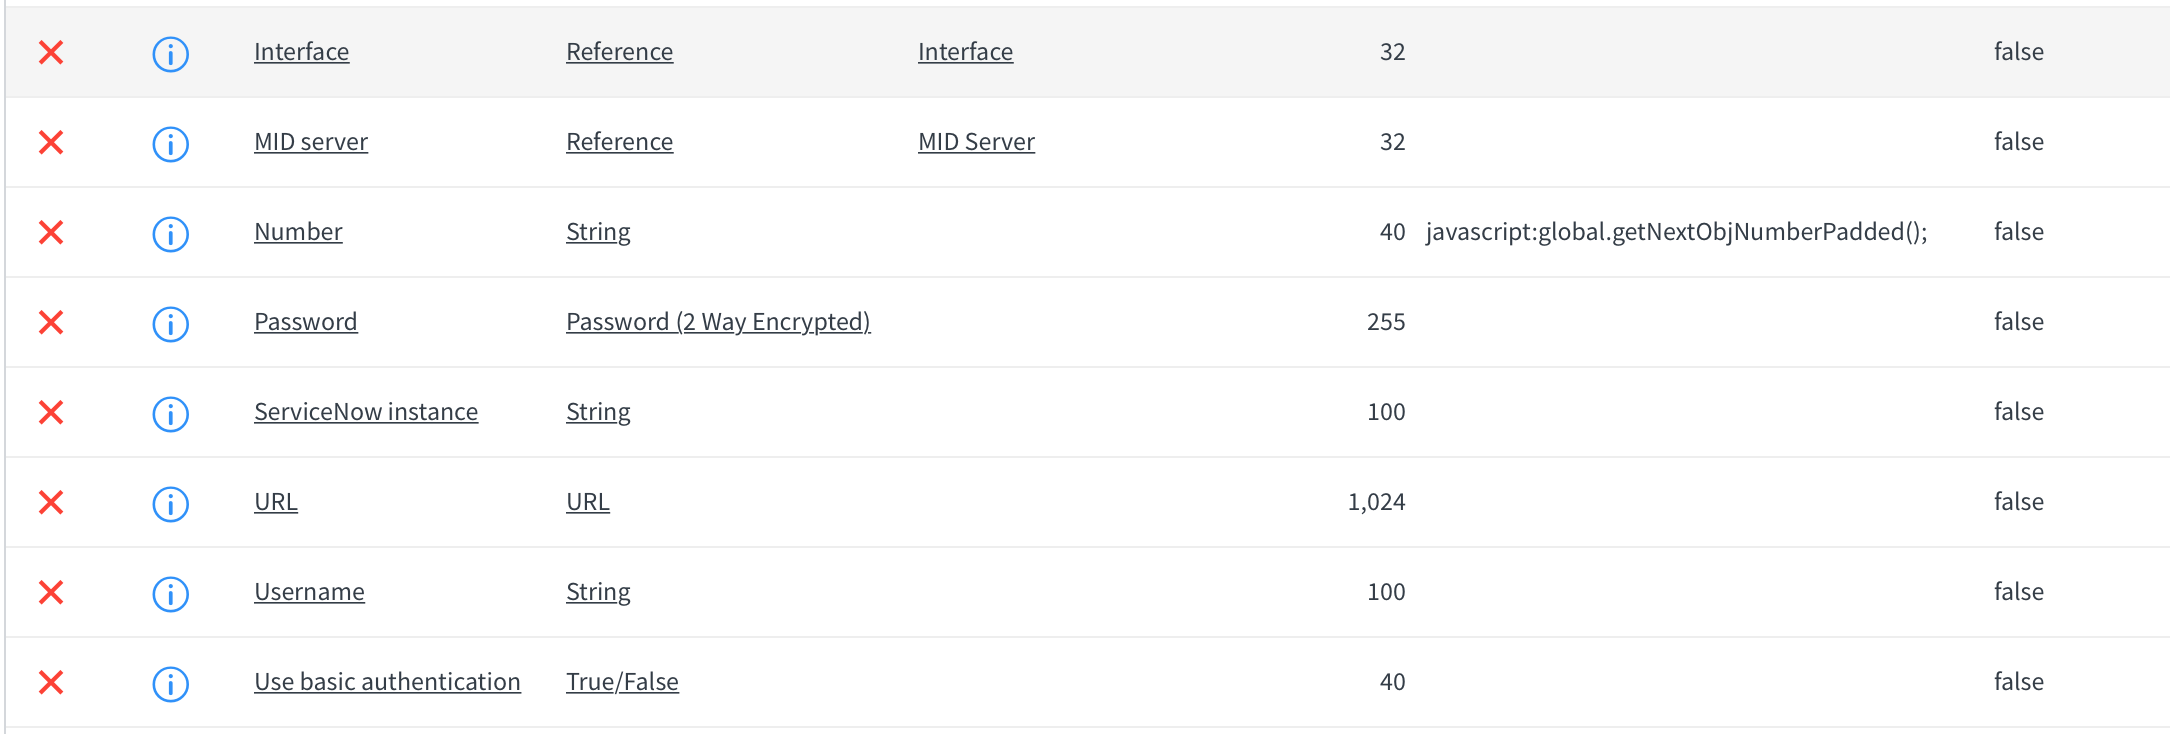 Interface Reference Interface 32 false
MID server Reference MID Server 32 false
Number String 40 javascript:global.getNextObjNumberPadded(); false
Password Password (2 Way Encrypted) 255 false
ServiceNow instance String 100 false
URL URL 1,024 false
Username String 100 false
Use basic authentication True/False 40 false